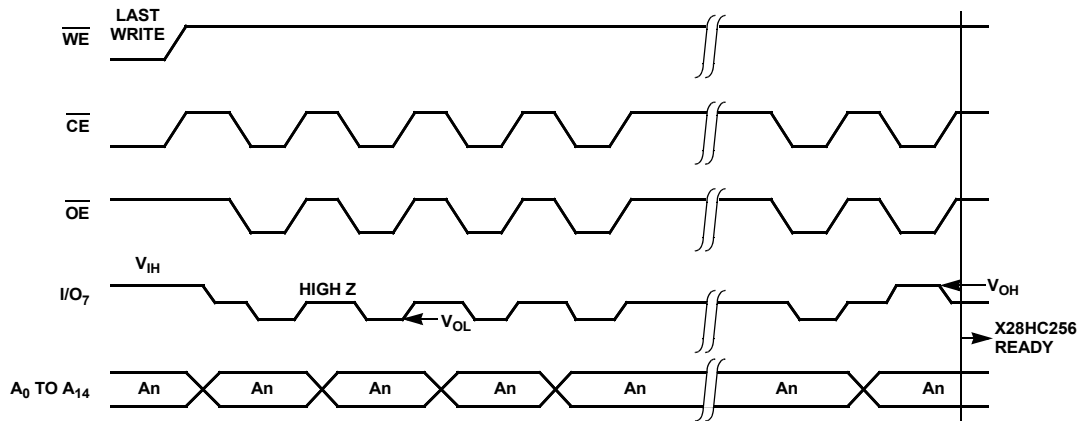 LAST
WRITE
WE
CE
OE
VIH
I/O7
HIGH Z
VOL
VOH
X28HC256
READY
A0 TO A14
An
An
An
An
An
An
An